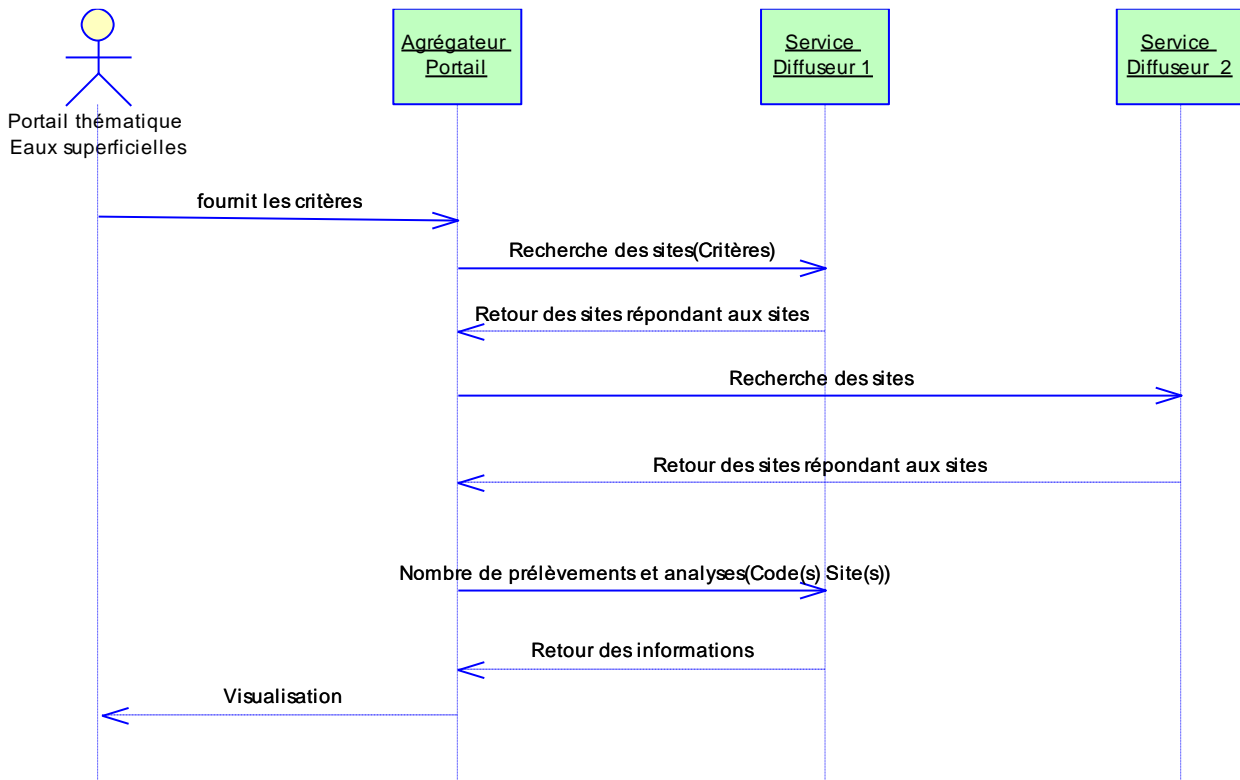 Portail thématique
Eaux superficielles
Agrégateur
Portail
Service
Diffuseur 1
Service
Diffuseur 2
fournit les critères
Recherche des sites(Critères)
Retour des sites répondant aux sites
Recherche des sites
Retour des sites répondant aux sites
Nombre de prélèvements et analyses(Code(s) Site(s))
Retour des informations
Visualisation